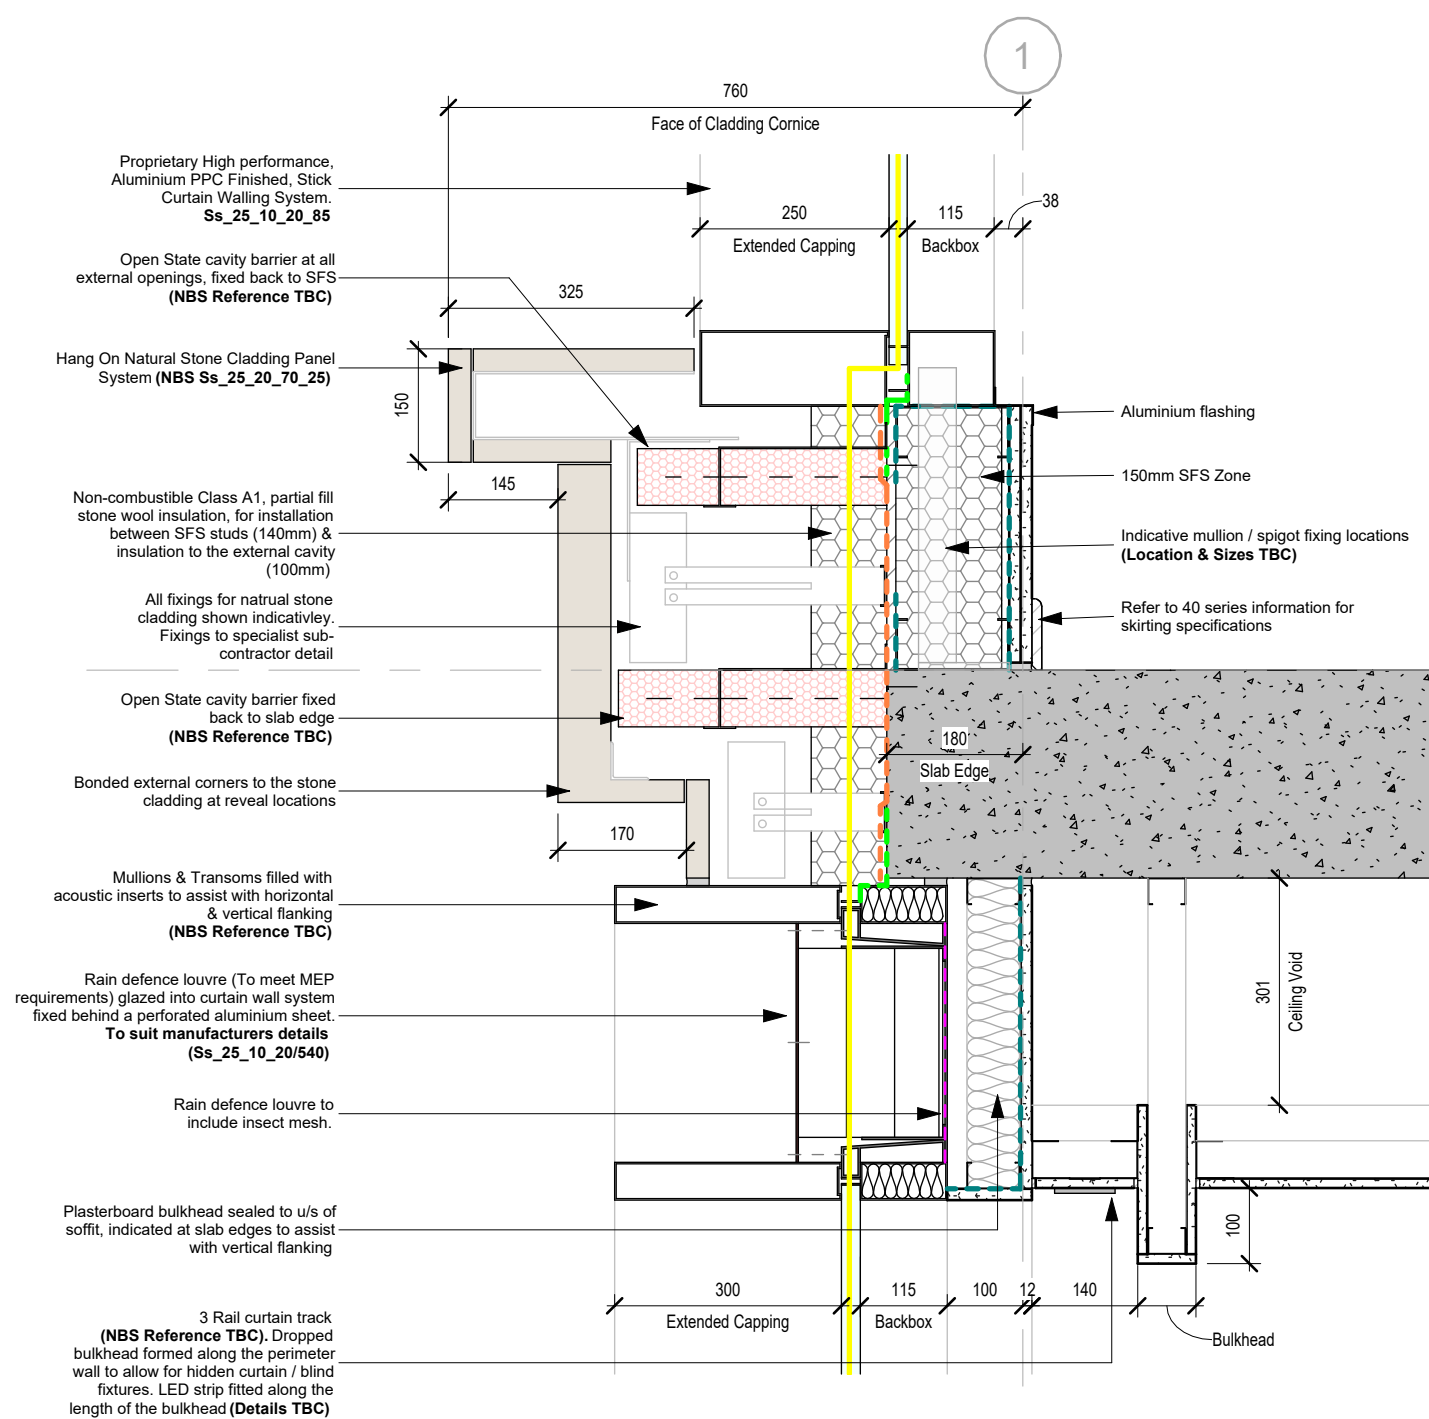 1
760
Face of Cladding Cornice
Proprietary High performance,
Aluminium PPC Finished, Stick
Curtain Walling System.
Ss_25_10_20_85
250
Extended Capping
115
Backbox
38
Open State cavity barrier at all
external openings, fixed back to SFS
(NBS Reference TBC)
325
Hang On Natural Stone Cladding Panel
System (NBS Ss_25_20_70_25)
150
145
Aluminium flashing
150mm SFS Zone
Indicative mullion / spigot fixing locations
(Location & Sizes TBC)
Refer to 40 series information for
skirting specifications
Non-combustible Class A1, partial fill
stone wool insulation, for installation
between SFS studs (140mm) &
insulation to the external cavity
(100mm)
All fixings for natrual stone
cladding shown indicativley.
Fixings to specialist sub-
contractor detail
Open State cavity barrier fixed
back to slab edge
(NBS Reference TBC)
180
Slab Edge
Bonded external corners to the stone
cladding at reveal locations
170
Mullions & Transoms filled with
acoustic inserts to assist with horizontal
& vertical flanking
(NBS Reference TBC)
Rain defence louvre (To meet MEP
requirements) glazed into curtain wall system
fixed behind a perforated aluminium sheet.
To suit manufacturers details
(Ss_25_10_20/540)
301
Ceiling Void
Rain defence louvre to
include insect mesh.
Plasterboard bulkhead sealed to u/s of
soffit, indicated at slab edges to assist
with vertical flanking
100
300
Extended Capping
115
Backbox
100
12
140
Bulkhead
3 Rail curtain track
(NBS Reference TBC). Dropped
bulkhead formed along the perimeter
wall to allow for hidden curtain / blind
fixtures. LED strip fitted along the
length of the bulkhead (Details TBC)